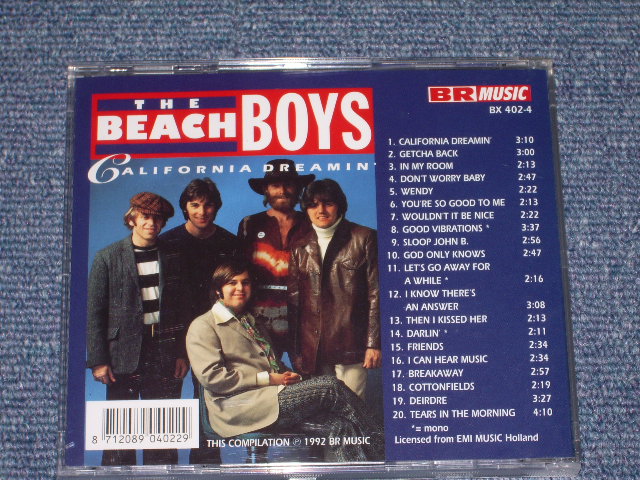 THE
BEACH BOYS
CALIFORNIA DREAMIN'
BR MUSIC
BX 402-4
1. CALIFORNIA DREAMIN' 3:10
2. GETCHA BACK 3:00
3. IN MY ROOM 2:13
4. DON'T WORRY BABY 2:47
5. WENDY 2:22
6. YOU'RE SO GOOD TO ME 2:13
7. WOULDN'T IT BE NICE 2:22
8. GOOD VIBRATIONS * 3:37
9. SLOOP JOHN B. 2:56
10. GOD ONLY KNOWS 2:47
11. LET'S GO AWAY FOR
A WHILE * 2:16
12. I KNOW THERE'S
AN ANSWER 3:08
13. THEN I KISSED HER 2:13
14. DARLIN' * 2:11
15. FRIENDS 2:34
16. I CAN HEAR MUSIC 2:34
17. BREAKAWAY 2:57
18. COTTONFIELDS 2:19
19. DEIRDRE 3:27
20. TEARS IN THE MORNING 4:10
*= mono
Licensed from EMI MUSIC Holland
8 712089 040229
THIS COMPILATION ℗ 1992 BR MUSIC